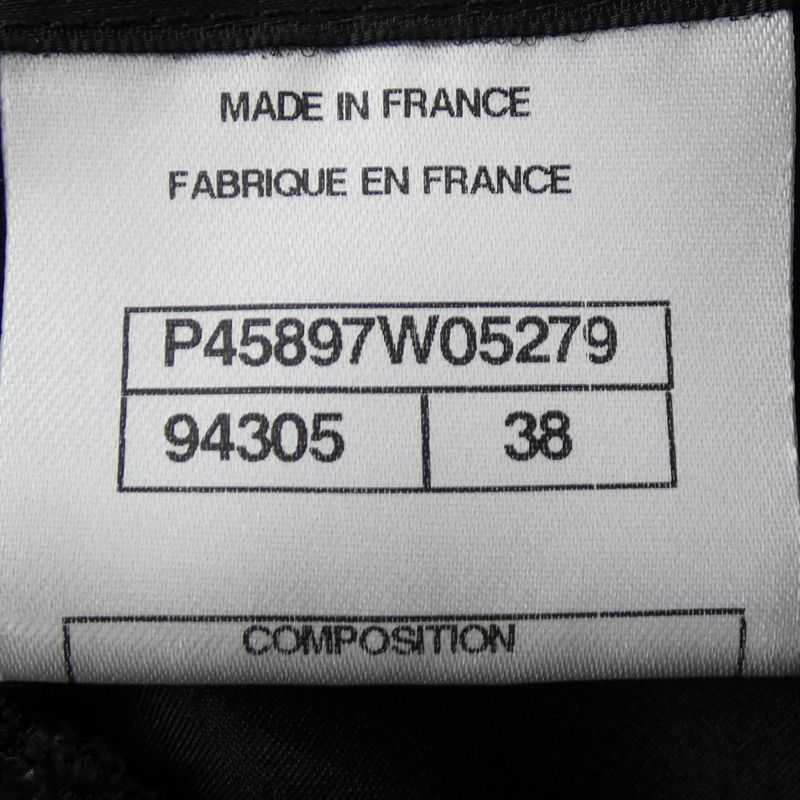 MADE IN FRANCE
FABRIQUE EN FRANCE
P45897W05279
94305 38
COMPOSITION